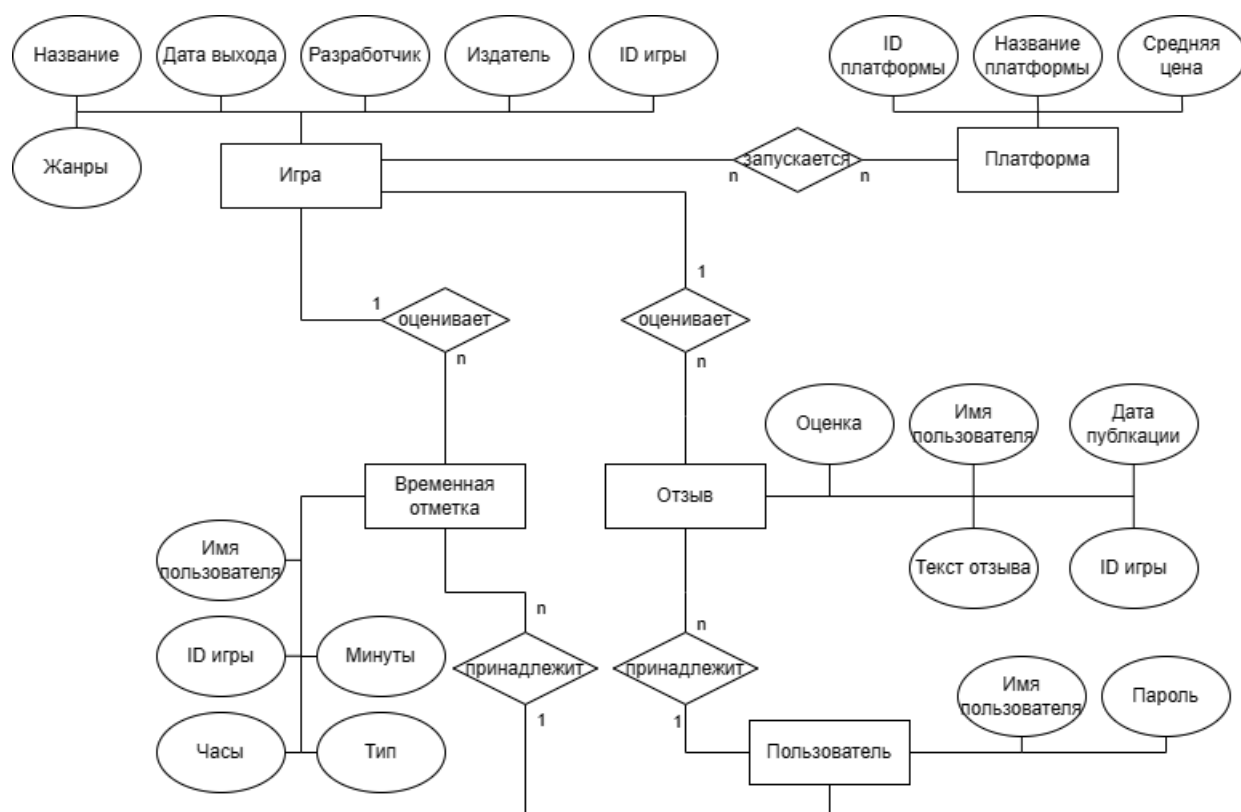 Название
Дата выхода
Разработчик
Издатель
ID игры
ID
платформы
Название
платформы
Средняя
цена
Жанры
Игра
запускается
n
n
Платформа
1
оценивает
n
1
оценивает
n
Оценка
Имя
пользователя
Дата
публкации
Временная
отметка
Отзыв
Имя
пользователя
Текст отзыва
ID игры
n
n
ID игры
Минуты
принадлежит
принадлежит
1
1
Имя
пользователя
Пароль
Часы
Тип
Пользователь